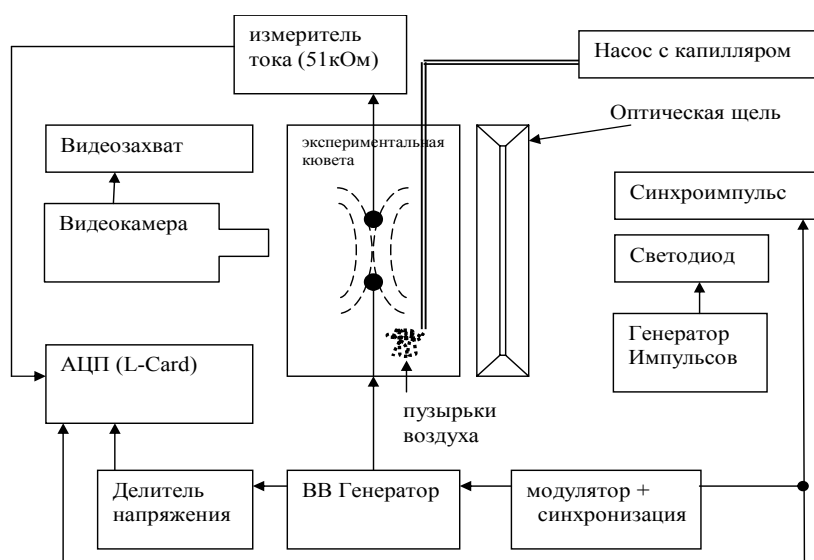 измеритель
тока (51кОм)
Насос с капилляром
Оптическая щель
экспериментальная
кювета
Видеозахват
Видеокамера
Синхроимпульс
Светодиод
Генератор
Импульсов
АЦП (L-Card)
пузырьки
воздуха
Делитель
напряжения
ВВ Генератор
модулятор +
синхронизация